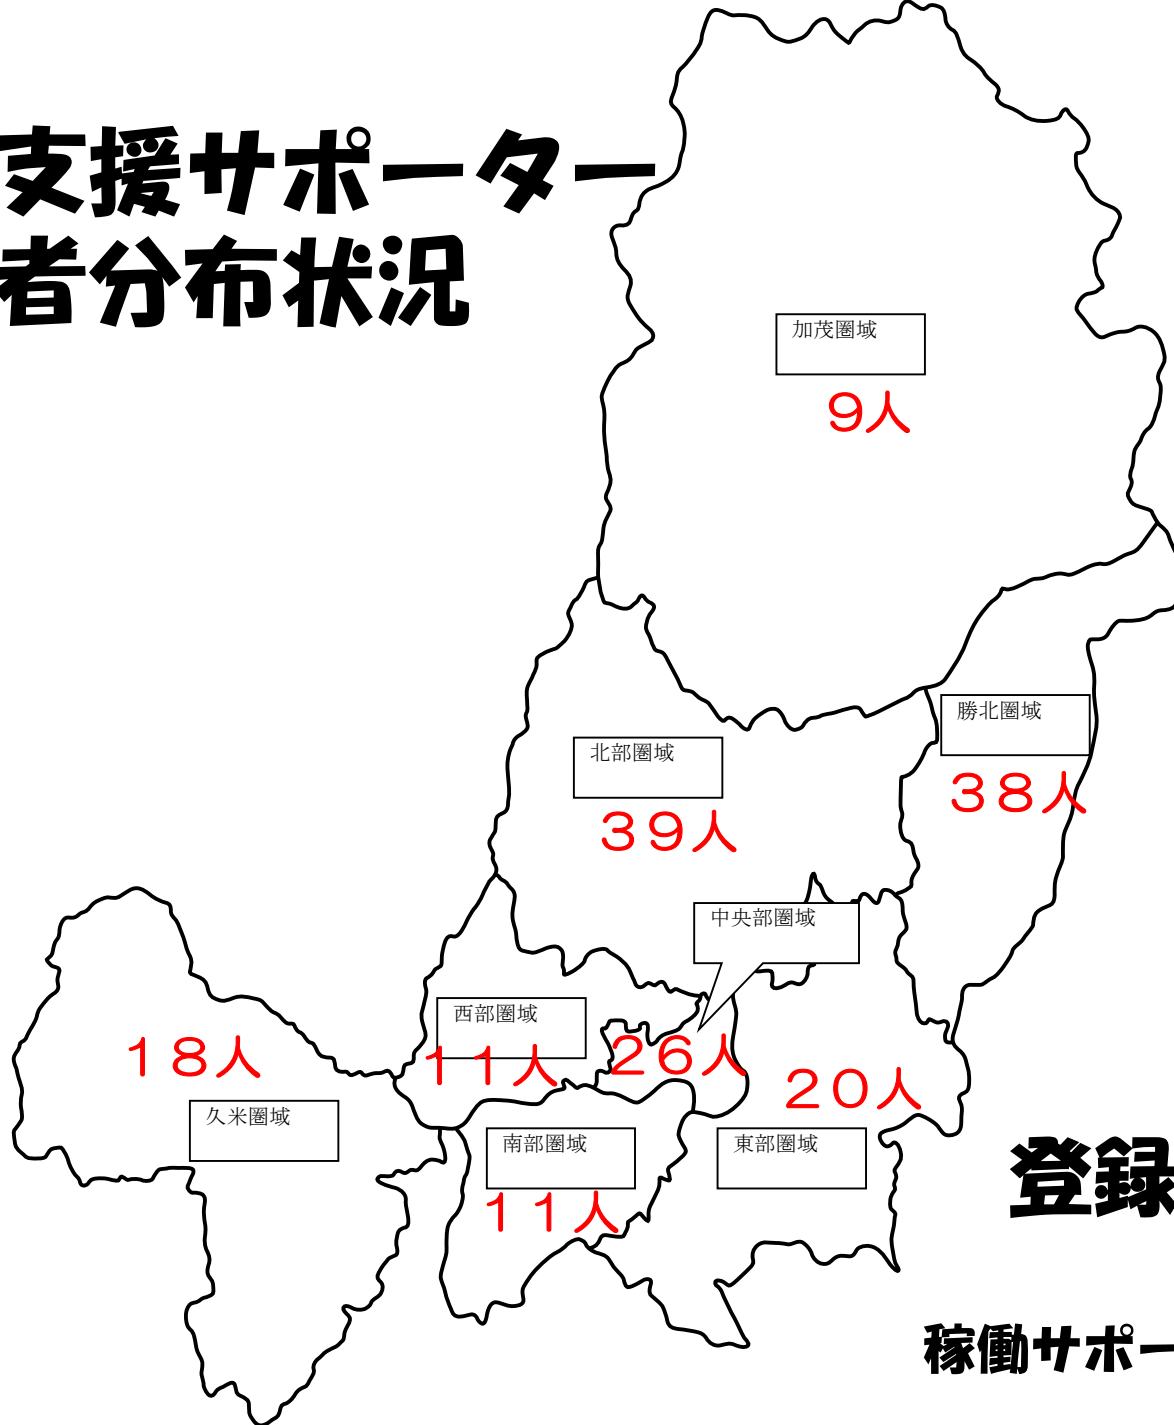 支援サポーター
者分布状況
加茂圏域
9人
勝北圏域
38人
北部圏域
39人
中央部圏域
26人
西部圏域
11人
18人
久米圏域
20人
東部圏域
南部圏域
11人
登録
稼働サポー